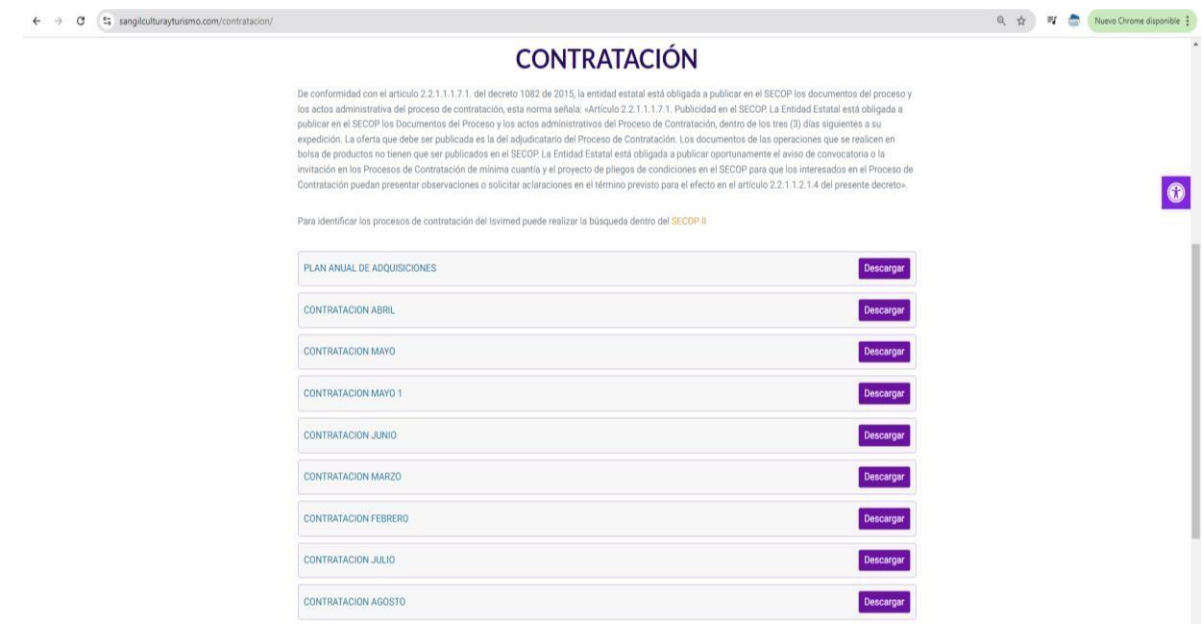 sangilculturayturismo.com/contratacion/
Nuevo Chrome disponible
CONTRATACIÓN
De conformidad con el articulo 2.2.1.1.1.7.1. del decreto 1082 de 2015, la entidad estatal está obligada a publicar en el SECOP los documentos del proceso y
los actos administrativa del proceso de contratación, esta norma señala: «Artículo 2.2.1.1.1.7.1. Publicidad en el SECOP. La Entidad Estatal está obligada a
publicar en el SECOP los Documentos del Proceso y los actos administrativos del Proceso de Contratación, dentro de los tres (3) días siguientes a su
expedición. La oferta que debe ser publicada es la del adjudicatario del Proceso de Contratación. Los documentos de las operaciones que se realicen en
bolsa de productos no tienen que ser publicados en el SECOP. La Entidad Estatal está obligada a publicar oportunamente el aviso de convocatoria o la
invitación en los Procesos de Contratación de mínima cuantía y el proyecto de pliegos de condiciones en el SECOP para que los interesados en el Proceso de
Contratación puedan presentar observaciones o solicitar aclaraciones en el término previsto para el efecto en el artículo 2.2.1.1.2.1.4 del presente decreto».
Para identificar los procesos de contratación del Isvimed puede realizar la búsqueda dentro del SECOP II
PLAN ANUAL DE ADQUISICIONES Descargar
CONTRATACION ABRIL Descargar
CONTRATACION MAYO Descargar
CONTRATACION MAYO 1 Descargar
CONTRATACION JUNIO Descargar
CONTRATACION MARZO Descargar
CONTRATACION FEBRERO Descargar
CONTRATACION JULIO Descargar
CONTRATACION AGOSTO Descargar